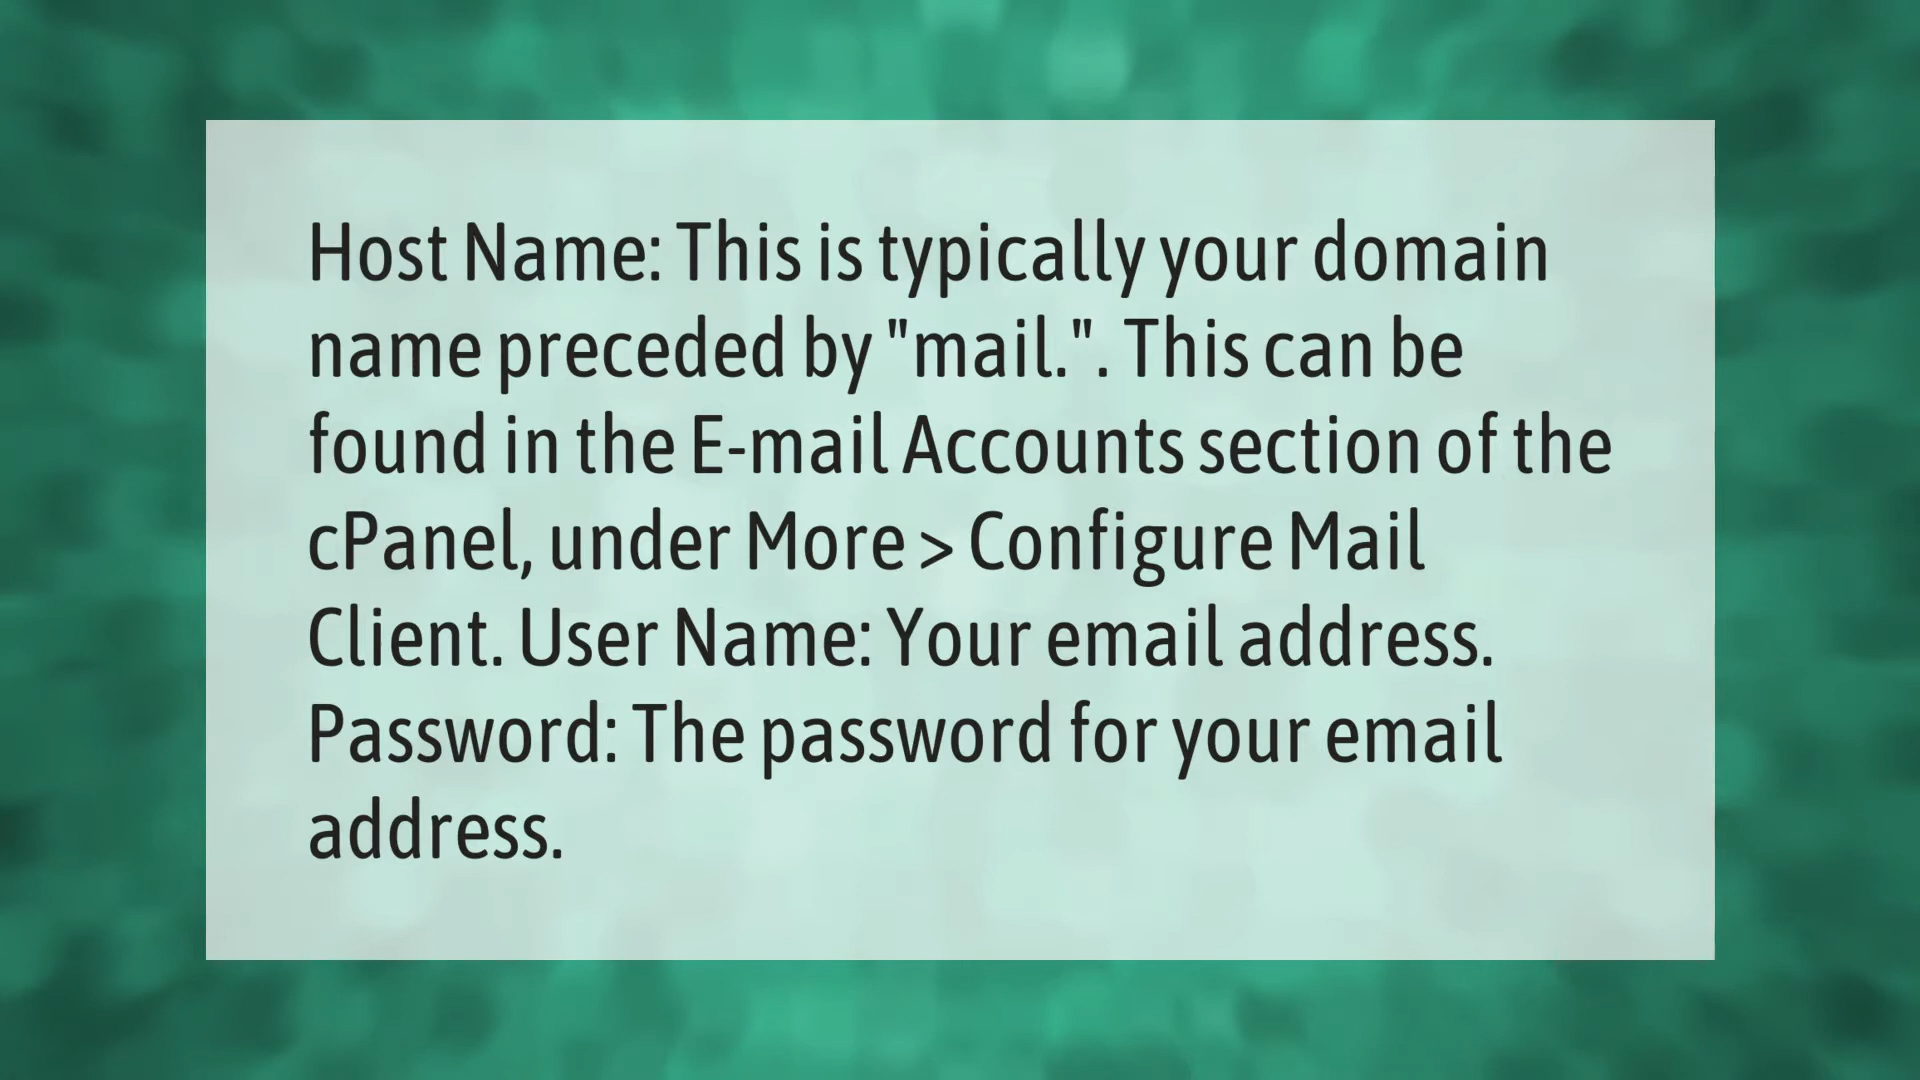 Host Name: This is typically your domain
name preceded by "mail.". This can be
found in the E-mail Accounts section of the
cPanel, under More > Configure Mail
Client. User Name: Your email address.
Password: The password for your email
address.